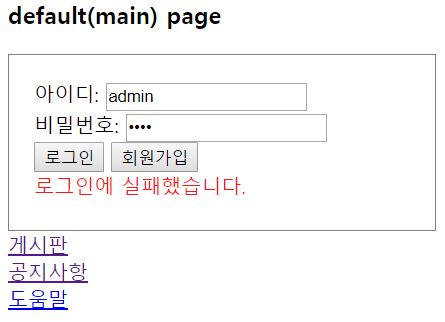 default(main) page
아이디: admin
비밀번호: ••••
로그인 회원가입
로그인에 실패했습니다.
게시판
공지사항
도움말